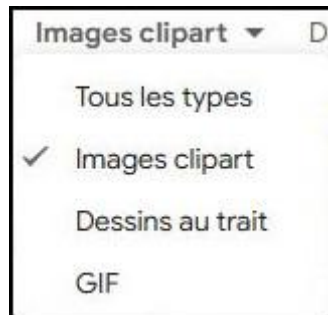 Images clipart D
Tous les types
Images clipart
Dessins au trait
GIF